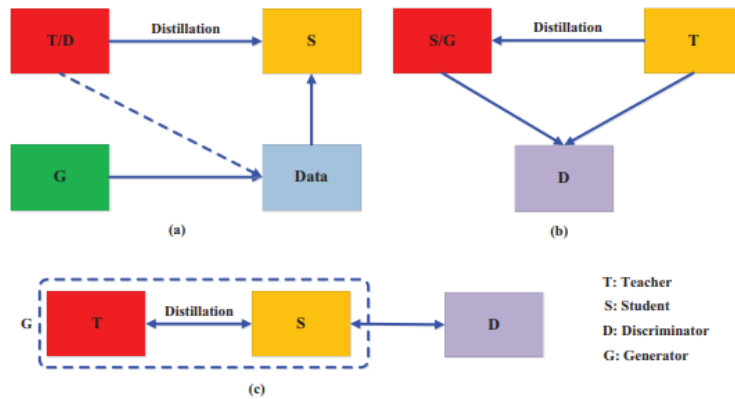 T/D
Distillation
S
S/G
Distillation
T
G
Data
D
(a)
(b)
G
T
Distillation
S
D
T: Teacher
S: Student
D: Discriminator
G: Generator
(c)